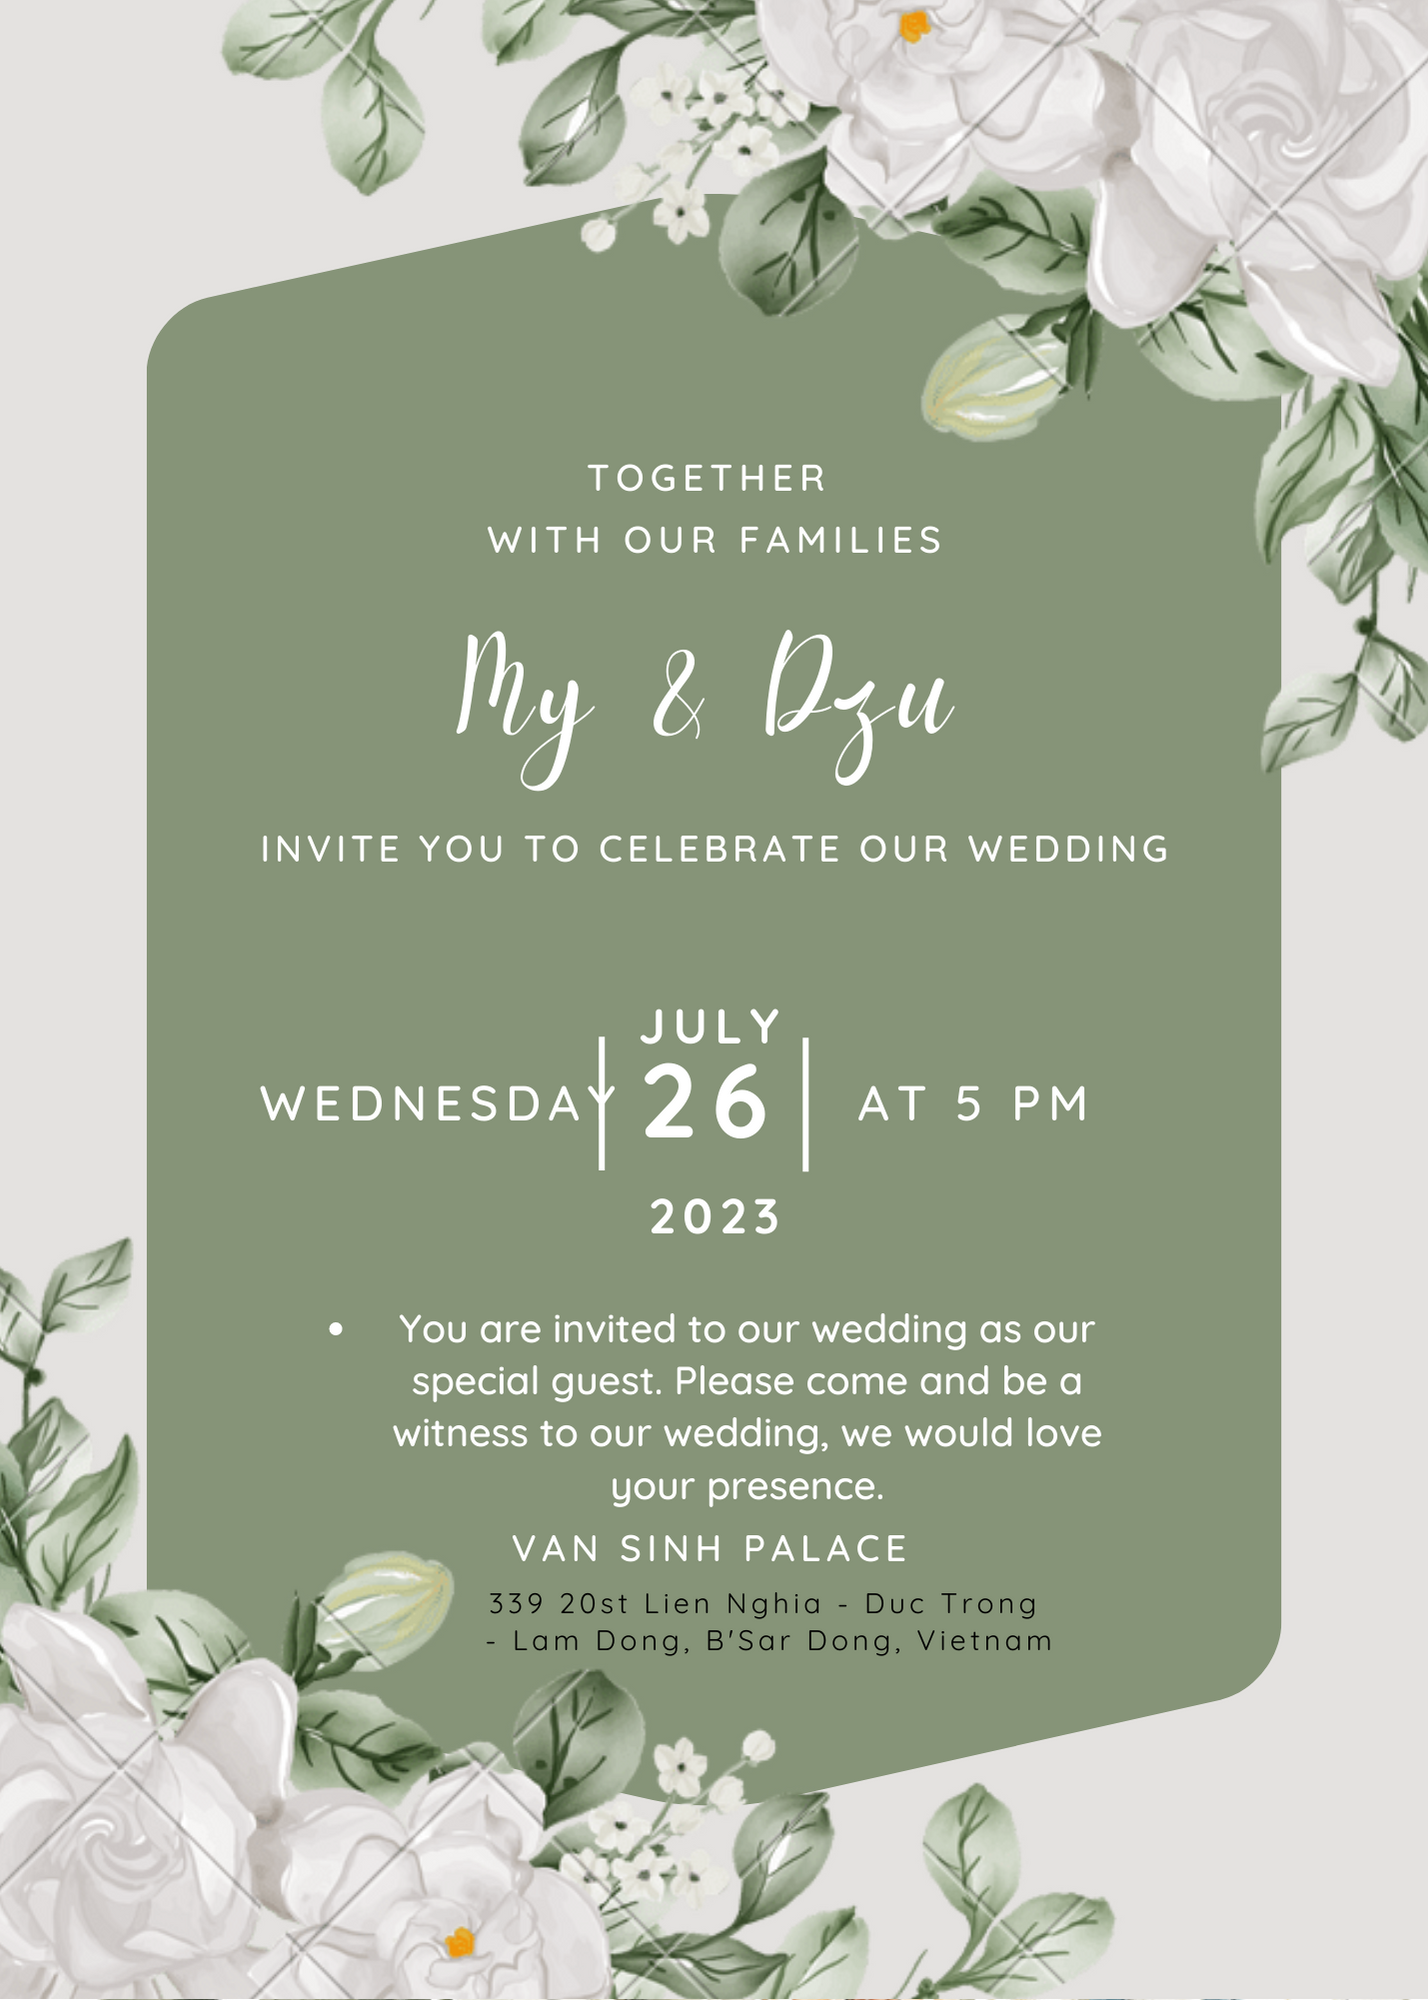 TOGETHER
WITH OUR FAMILIES
My & Dzu
INVITE YOU TO CELEBRATE OUR WEDDING
JULY
WEDNESDAY 26 AT 5 PM
2023
• You are invited to our wedding as our
special guest. Please come and be a
witness to our wedding, we would love
your presence.
VAN SINH PALACE
339 20st Lien Nghia - Duc Trong
- Lam Dong, B'Sar Dong, Vietnam